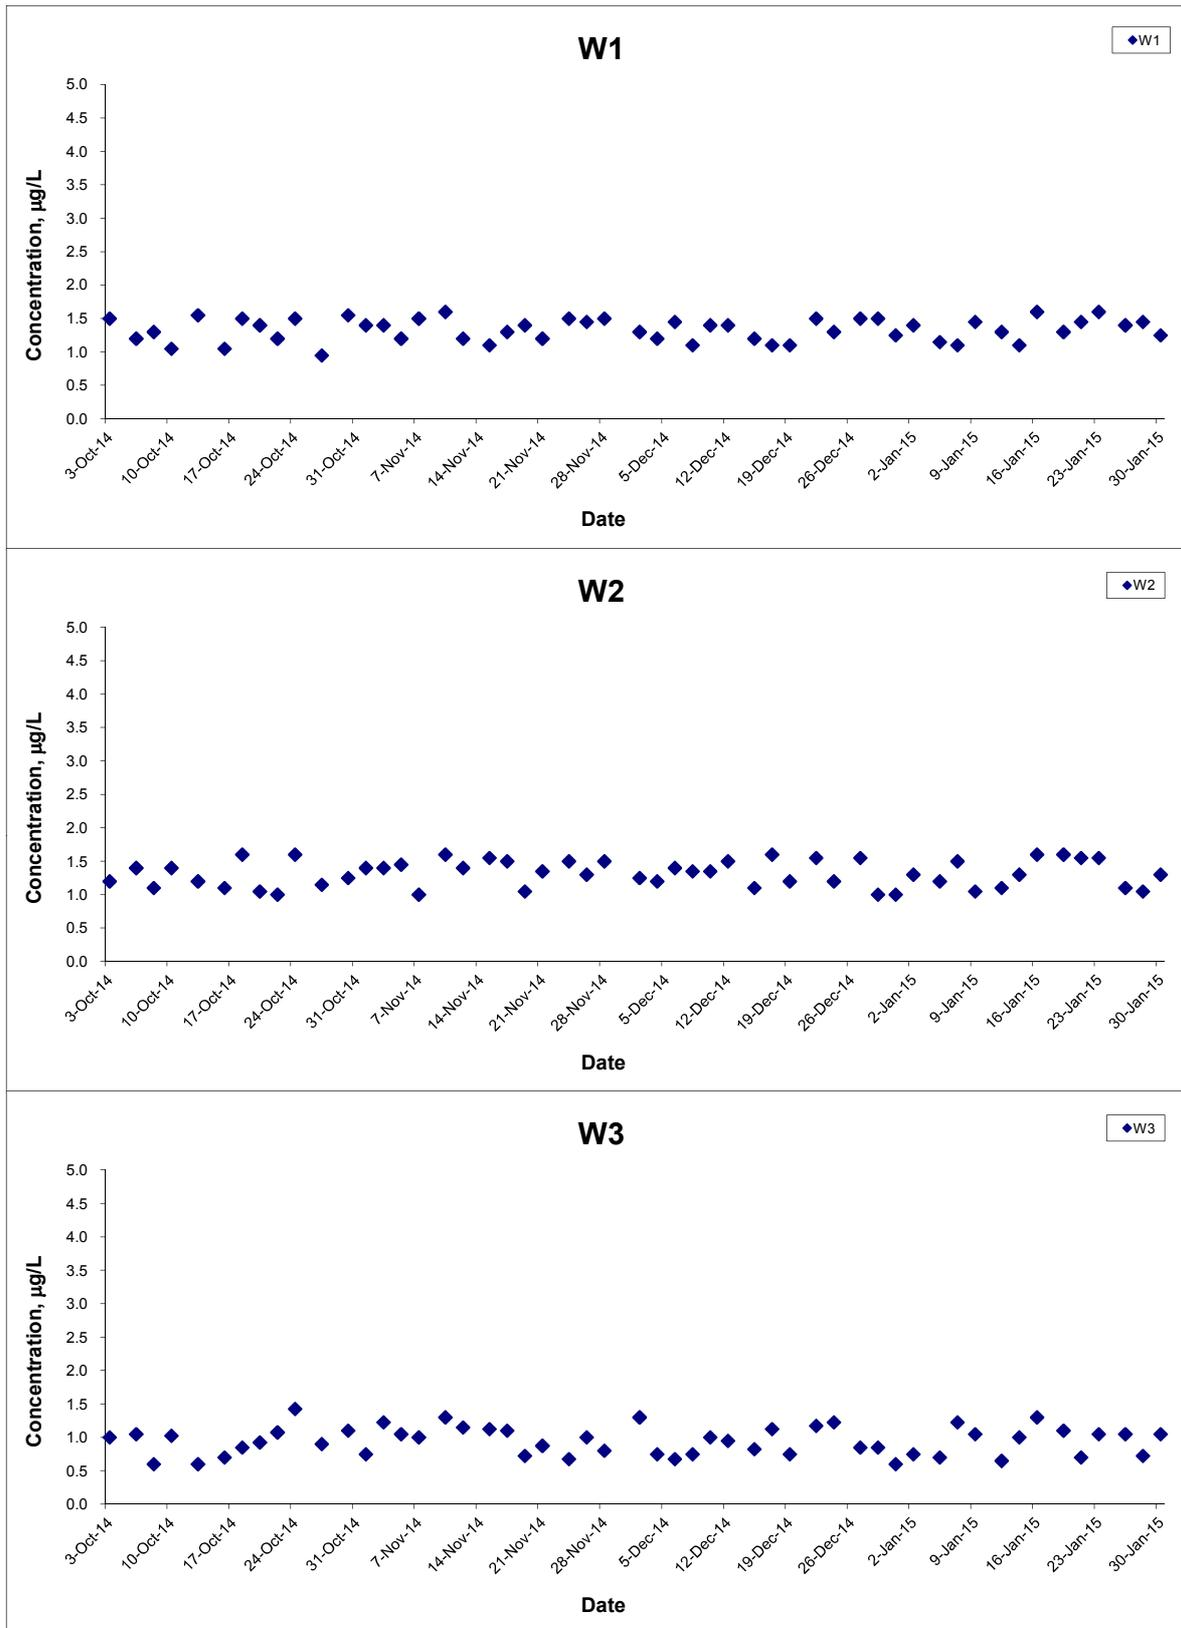 W1
W1
5.0
4.5
4.0
3.5
3.0
2.5
2.0
1.5
1.0
0.5
0.0
Concentration, µg/L
3-Oct-14 10-Oct-14 17-Oct-14 24-Oct-14 31-Oct-14 7-Nov-14 14-Nov-14 21-Nov-14 28-Nov-14 5-Dec-14 12-Dec-14 19-Dec-14 26-Dec-14 2-Jan-15 9-Jan-15 16-Jan-15 23-Jan-15 30-Jan-15
Date
W2
W2
5.0
4.5
4.0
3.5
3.0
2.5
2.0
1.5
1.0
0.5
0.0
Concentration, µg/L
3-Oct-14 10-Oct-14 17-Oct-14 24-Oct-14 31-Oct-14 7-Nov-14 14-Nov-14 21-Nov-14 28-Nov-14 5-Dec-14 12-Dec-14 19-Dec-14 26-Dec-14 2-Jan-15 9-Jan-15 16-Jan-15 23-Jan-15 30-Jan-15
Date
W3
W3
5.0
4.5
4.0
3.5
3.0
2.5
2.0
1.5
1.0
0.5
0.0
Concentration, µg/L
3-Oct-14 10-Oct-14 17-Oct-14 24-Oct-14 31-Oct-14 7-Nov-14 14-Nov-14 21-Nov-14 28-Nov-14 5-Dec-14 12-Dec-14 19-Dec-14 26-Dec-14 2-Jan-15 9-Jan-15 16-Jan-15 23-Jan-15 30-Jan-15
Date